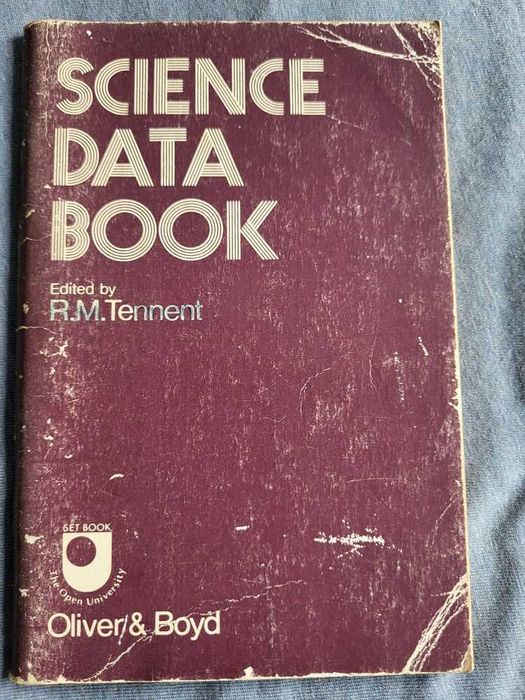 SCIENCE
DATA
BOOK
Edited by
R.M.Tennent
SET BOOK
The Open University
Oliver & Boyd